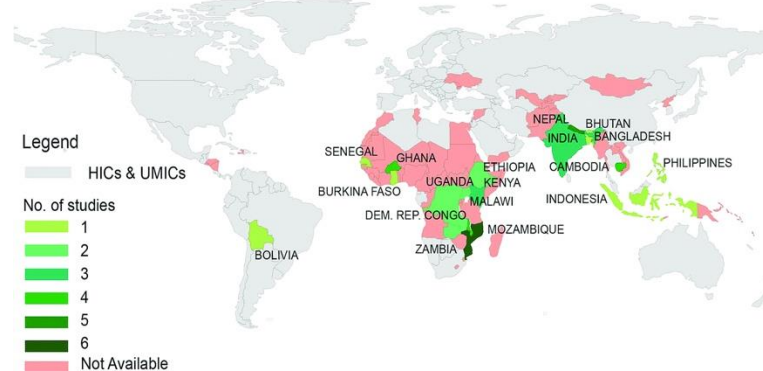 Legend
HICs & UMICs
No. of studies
1
2
3
4
5
6
Not Available
BOLIVIA
SENEGAL
GHANA
BURKINA FASO
ETHIOPIA
UGANDA
KENYA
MALAWI
DEM. REP. CONGO
MOZAMBIQUE
ZAMBIA
NEPAL
BHUTAN
INDIA
BANGLADESH
CAMBODIA
PHILIPPINES
INDONESIA